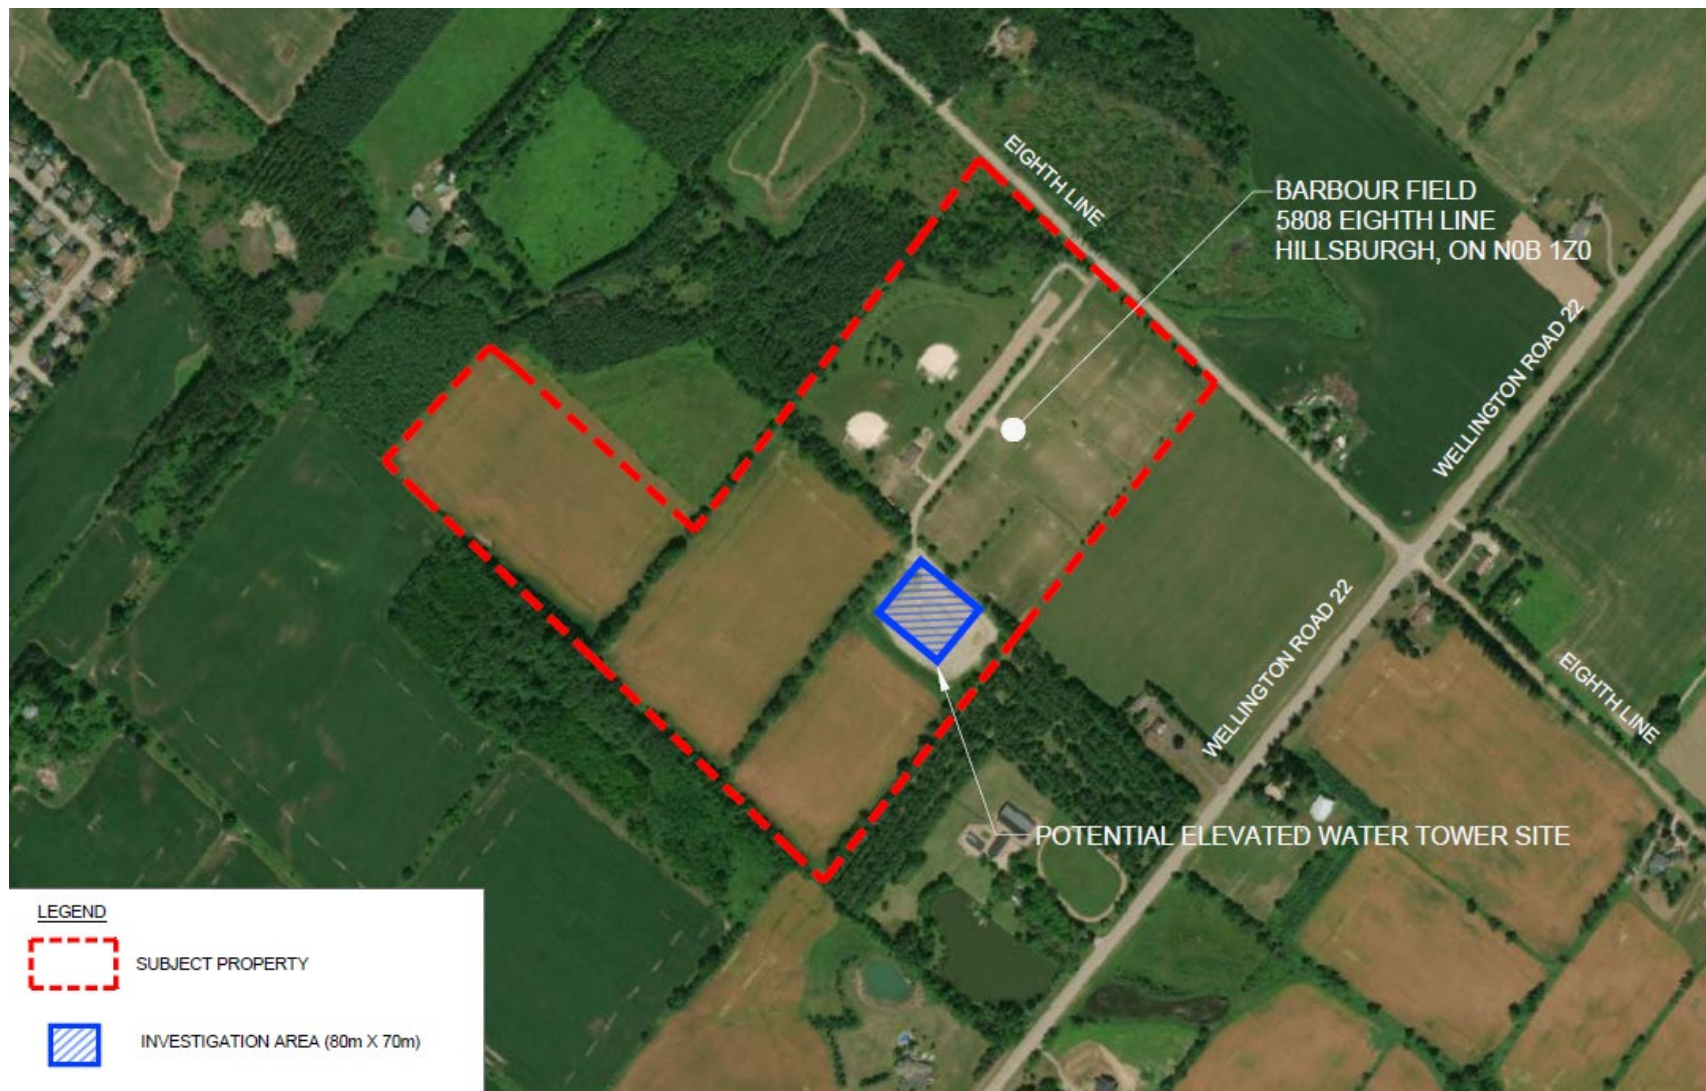 EIGHTH LINE
BARBOUR FIELD
5808 EIGHTH LINE
HILLSBURGH, ON N0B 1Z0
WELLINGTON ROAD 22
WELLINGTON ROAD 22
EIGHTH LINE
POTENTIAL ELEVATED WATER TOWER SITE
LEGEND
SUBJECT PROPERTY
INVESTIGATION AREA (80m X 70m)